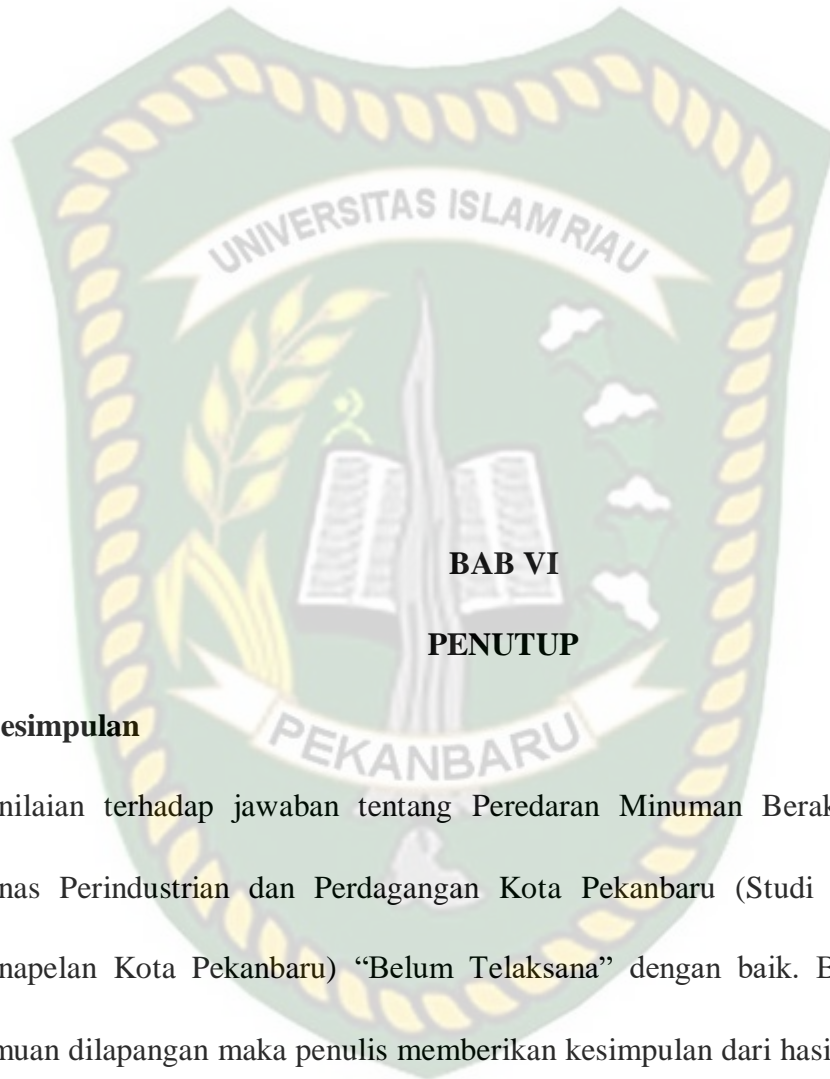 UNIVERSITAS ISLAM RIAU
BAB VI
PENUTUP
esimpulan
PEKANBARU
nilaian terhadap jawaban tentang Peredaran Minuman Berak
nas Perindustrian dan Perdagangan Kota Pekanbaru (Studi
napelan Kota Pekanbaru) “Belum Telaksana” dengan baik. B
muan dilapangan maka penulis memberikan kesimpulan dari hasi